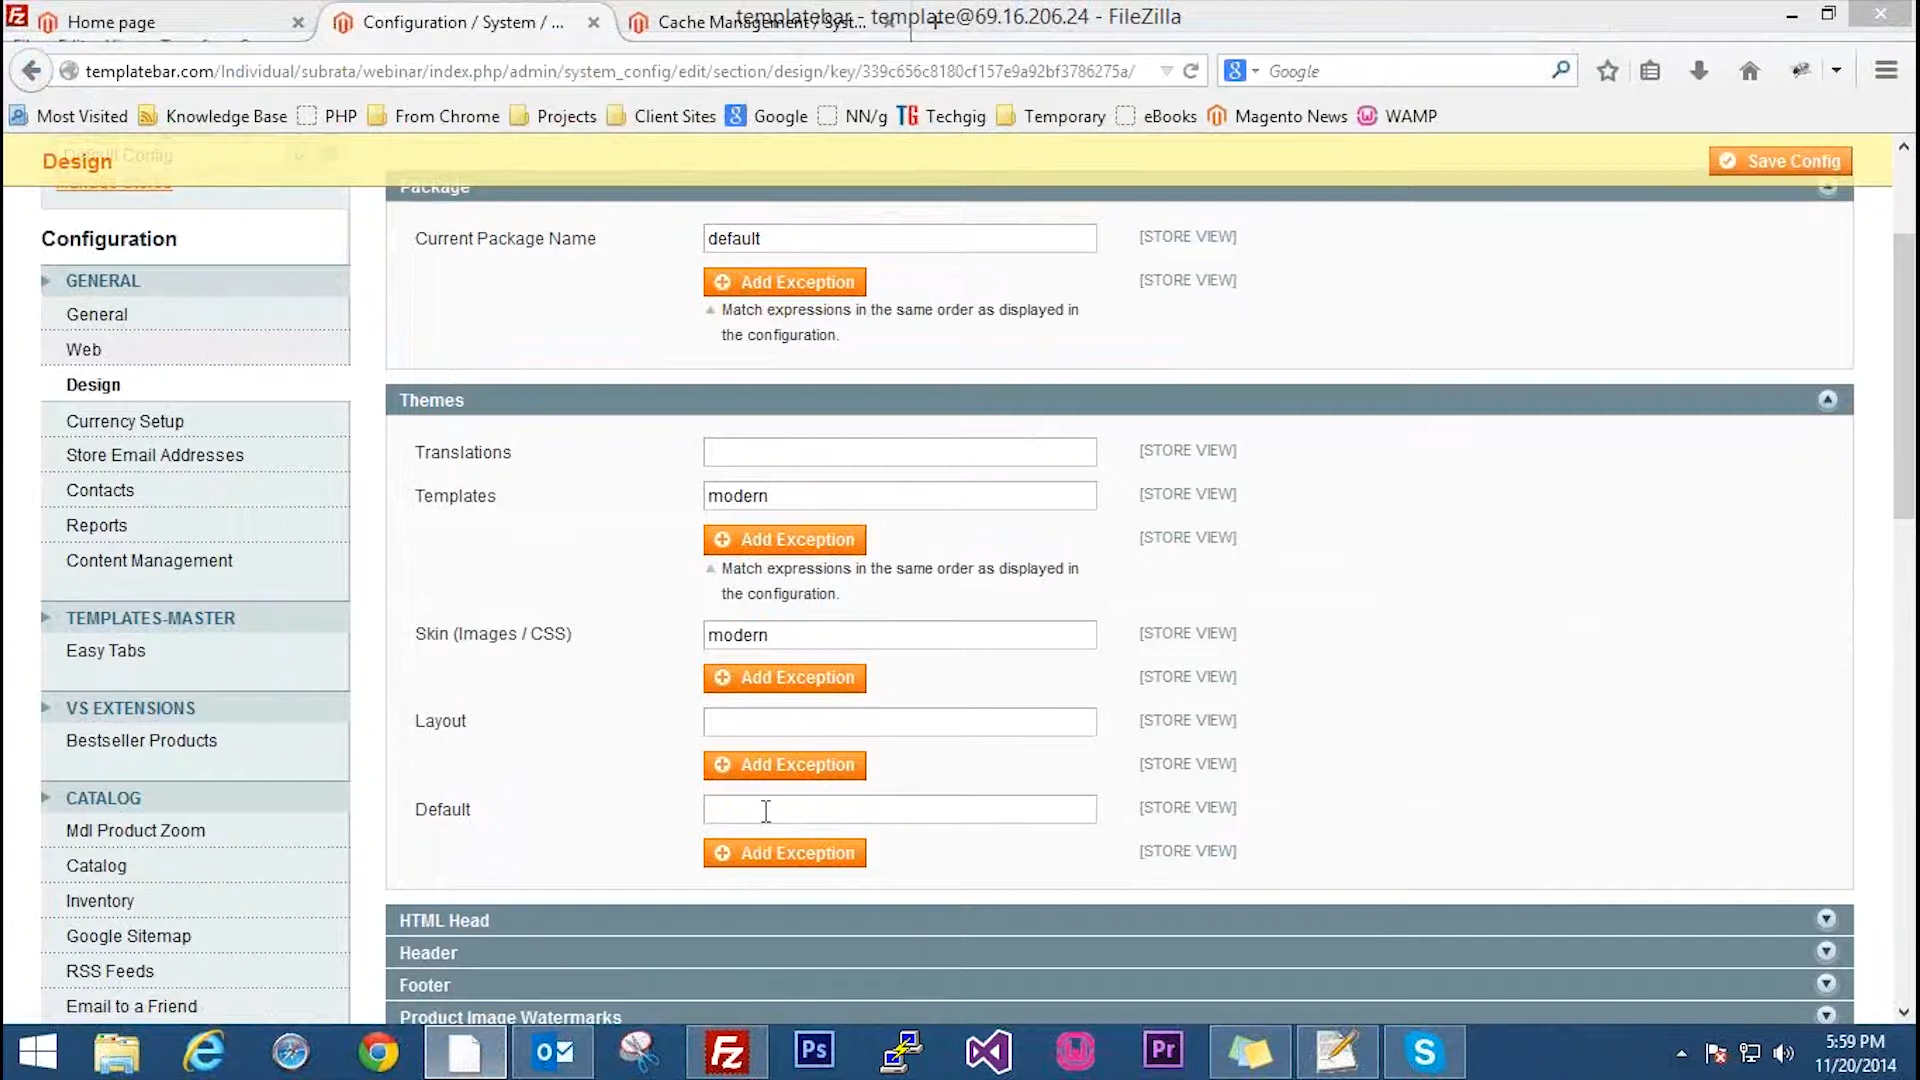 Home page
Configuration / System / ...
Cache Management / Syst...
templatebar - template@69.16.206.24 - FileZilla
templatebar.com/Individual/subrata/webinar/index.php/admin/system_config/edit/section/design/key/339c656c8180cf157e9a92bf3786275a/
Google
Most Visited
Knowledge Base
PHP
From Chrome
Projects
Client Sites
Google
NN/g
Techgig
Temporary
eBooks
Magento News
WAMP
Default Config
Design
Save Config
Configuration
GENERAL
General
Web
Design
Currency Setup
Store Email Addresses
Contacts
Reports
Content Management
TEMPLATES-MASTER
Easy Tabs
VS EXTENSIONS
Bestseller Products
CATALOG
Mdl Product Zoom
Catalog
Inventory
Google Sitemap
RSS Feeds
Email to a Friend
Package
Current Package Name
default
[STORE VIEW]
Add Exception
[STORE VIEW]
Match expressions in the same order as displayed in
the configuration.
Themes
Translations
[STORE VIEW]
Templates
modern
[STORE VIEW]
Add Exception
[STORE VIEW]
Match expressions in the same order as displayed in
the configuration.
Skin (Images / CSS)
modern
[STORE VIEW]
Add Exception
[STORE VIEW]
Layout
[STORE VIEW]
Add Exception
[STORE VIEW]
Default
[STORE VIEW]
Add Exception
[STORE VIEW]
HTML Head
Header
Footer
Product Image Watermarks
5:59 PM
11/20/2014